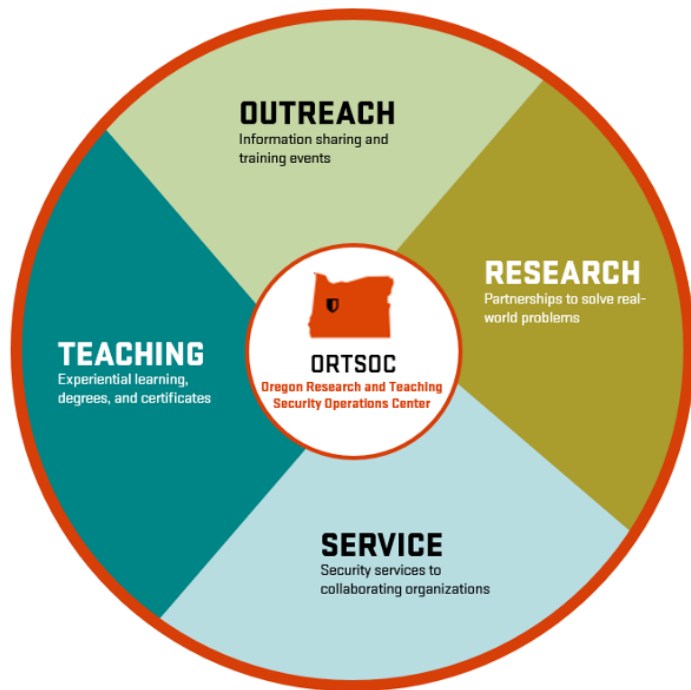 OUTREACH
Information sharing and
training events
RESEARCH
Partnerships to solve real-
world problems
TEACHING
Experiential learning,
degrees, and certificates
ORTSOC
Oregon Research and Teaching
Security Operations Center
SERVICE
Security services to
collaborating organizations